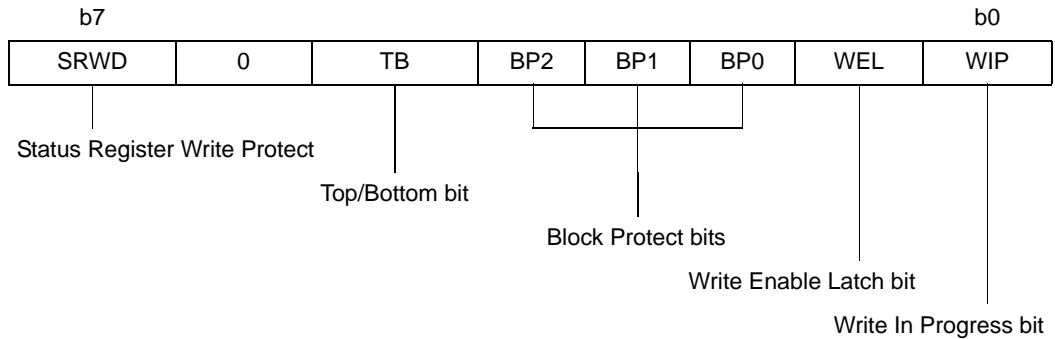 b7 b0
SRWD 0 TB BP2 BP1 BP0 WEL WIP
Status Register Write Protect
Top/Bottom bit
Block Protect bits
Write Enable Latch bit
Write In Progress bit